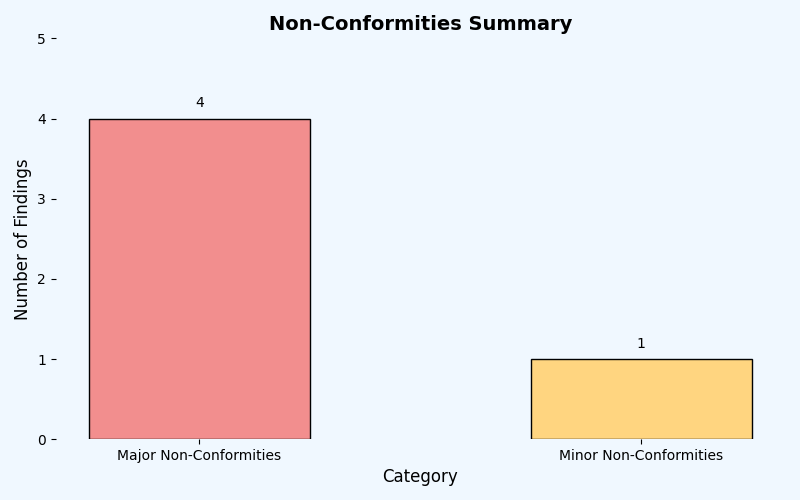 Non-Conformities Summary
5
4
3
2
1
0
Number of Findings
4
1
Major Non-Conformities
Minor Non-Conformities
Category